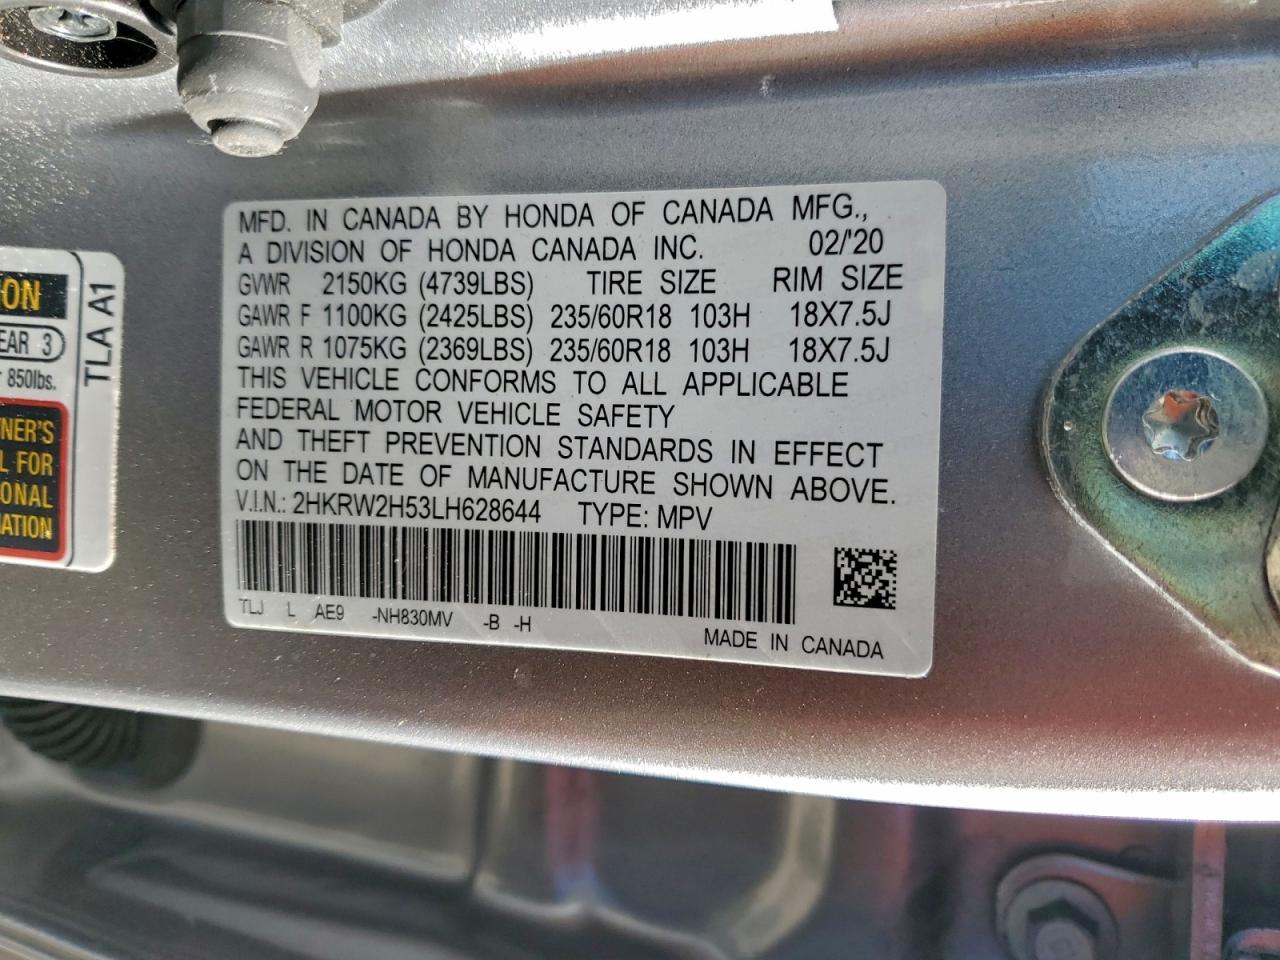 MFD. IN CANADA BY HONDA OF CANADA MFG.,
A DIVISION OF HONDA CANADA INC. 02/'20
GVWR 2150KG (4739LBS) TIRE SIZE RIM SIZE
GAWR F 1100KG (2425LBS) 235/60R18 103H 18X7.5J
GAWR R 1075KG (2369LBS) 235/60R18 103H 18X7.5J
THIS VEHICLE CONFORMS TO ALL APPLICABLE
FEDERAL MOTOR VEHICLE SAFETY
AND THEFT PREVENTION STANDARDS IN EFFECT
ON THE DATE OF MANUFACTURE SHOWN ABOVE.
V.I.N.: 2HKRW2H53LH628644 TYPE: MPV
TLJ L AE9 -NH830MV -B -H
MADE IN CANADA
ON
EAR 3
850lbs.
NER'S
L FOR
ONAL
ATION
TLA A1